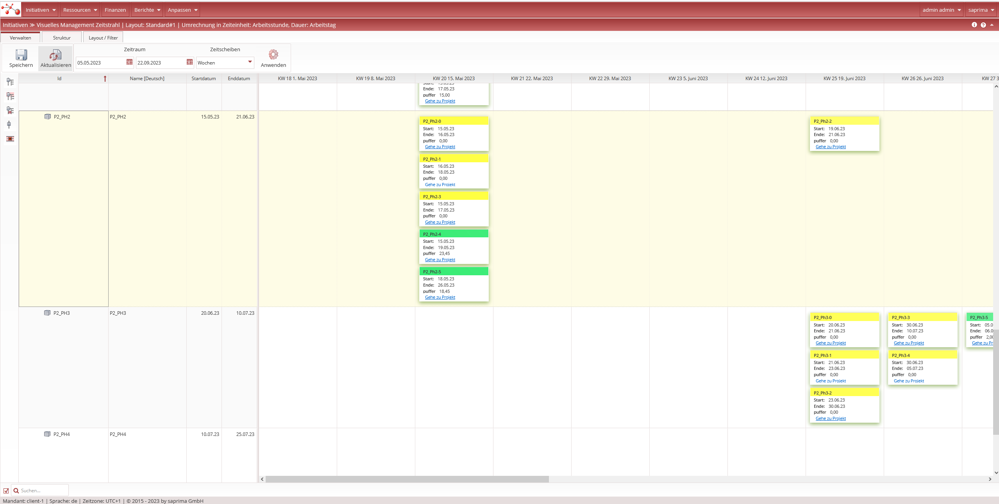 Initiativen Ressourcen Finanzen Berichte Anpassen admin admin saprima
Initiativen ≫ Visuelles Management Zeitstrahl | Layout: Standard#1 | Umrechnung in Zeiteinheit: Arbeitsstunde, Dauer: Arbeitstag
Verwalten Struktur Layout / Filter
Zeitraum Zeitscheiben
05.05.2023 22.09.2023 Wochen
Speichern Aktualisieren Anwenden
Id Name [Deutsch] Startdatum Enddatum KW 18 1. Mai 2023 KW 19 8. Mai 2023 KW 20 15. Mai 2023 KW 21 22. Mai 2023 KW 22 29. Mai 2023 KW 23 5. Juni 2023 KW 24 12. Juni 2023 KW 25 19. Juni 2023 KW 26 26. Juni 2023 KW 27 3
Ende: 17.05.23
puffer 15,00
Gehe zu Projekt
P2_PH2 P2_PH2 15.05.23 21.06.23
P2_Ph2-0
Start: 15.05.23
Ende: 16.05.23
puffer 0,00
Gehe zu Projekt
P2_Ph2-1
Start: 16.05.23
Ende: 18.05.23
puffer 0,00
Gehe zu Projekt
P2_Ph2-3
Start: 15.05.23
Ende: 17.05.23
puffer 0,00
Gehe zu Projekt
P2_Ph2-4
Start: 15.05.23
Ende: 19.05.23
puffer 23,45
Gehe zu Projekt
P2_Ph2-5
Start: 18.05.23
Ende: 26.05.23
puffer 18,45
Gehe zu Projekt
P2_Ph2-2
Start: 19.06.23
Ende: 21.06.23
puffer 0,00
Gehe zu Projekt
P2_PH3 P2_PH3 20.06.23 10.07.23
P2_Ph3-0
Start: 20.06.23
Ende: 21.06.23
puffer 0,00
Gehe zu Projekt
P2_Ph3-1
Start: 21.06.23
Ende: 23.06.23
puffer 0,00
Gehe zu Projekt
P2_Ph3-2
Start: 23.06.23
Ende: 30.06.23
puffer 0,00
Gehe zu Projekt
P2_Ph3-3
Start: 30.06.23
Ende: 10.07.23
puffer 0,00
Gehe zu Projekt
P2_Ph3-4
Start: 30.06.23
Ende: 05.07.23
puffer 0,00
Gehe zu Projekt
P2_Ph3-5
Start: 05.0
Ende: 06.0
puffer 2,00
Gehe zu Pr
P2_PH4 P2_PH4 10.07.23 25.07.23
Suchen...
Mandant: client-1 | Sprache: de | Zeitzone: UTC+1 | © 2015 - 2023 by saprima GmbH